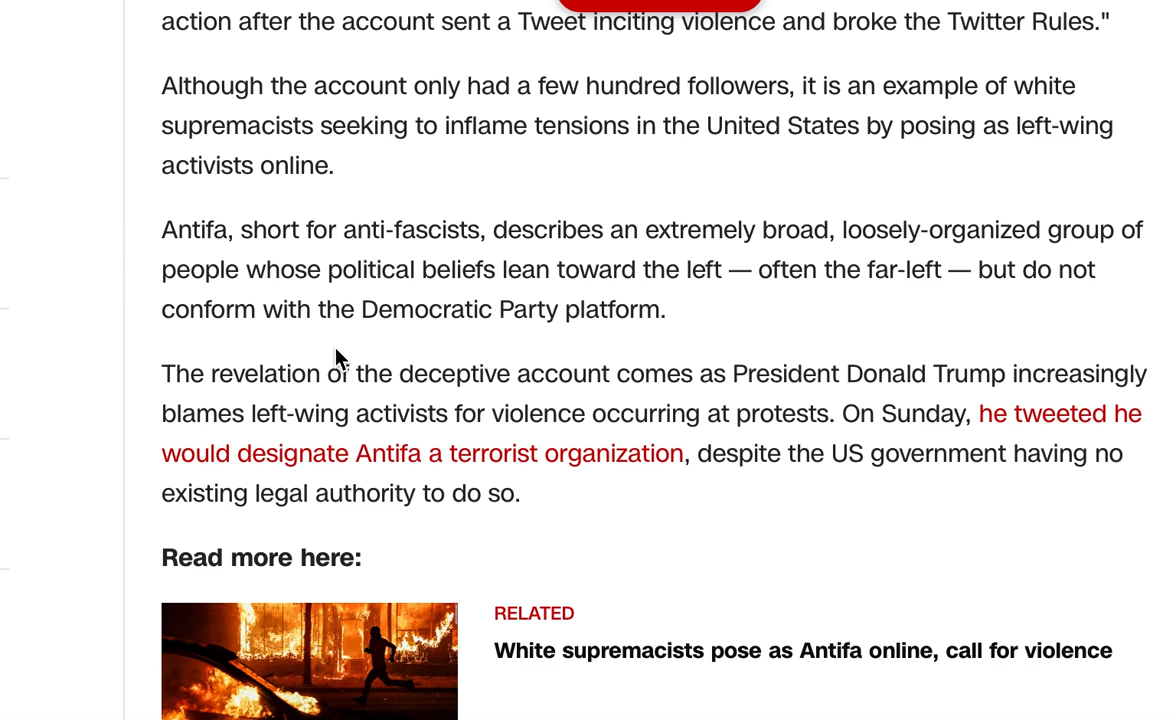 action after the account sent a Tweet inciting violence and broke the Twitter Rules."
Although the account only had a few hundred followers, it is an example of white
supremacists seeking to inflame tensions in the United States by posing as left-wing
activists online.
Antifa, short for anti-fascists, describes an extremely broad, loosely-organized group of
people whose political beliefs lean toward the left — often the far-left — but do not
conform with the Democratic Party platform.
The revelation of the deceptive account comes as President Donald Trump increasingly
blames left-wing activists for violence occurring at protests. On Sunday, he tweeted he
would designate Antifa a terrorist organization, despite the US government having no
existing legal authority to do so.
Read more here:
RELATED
White supremacists pose as Antifa online, call for violence